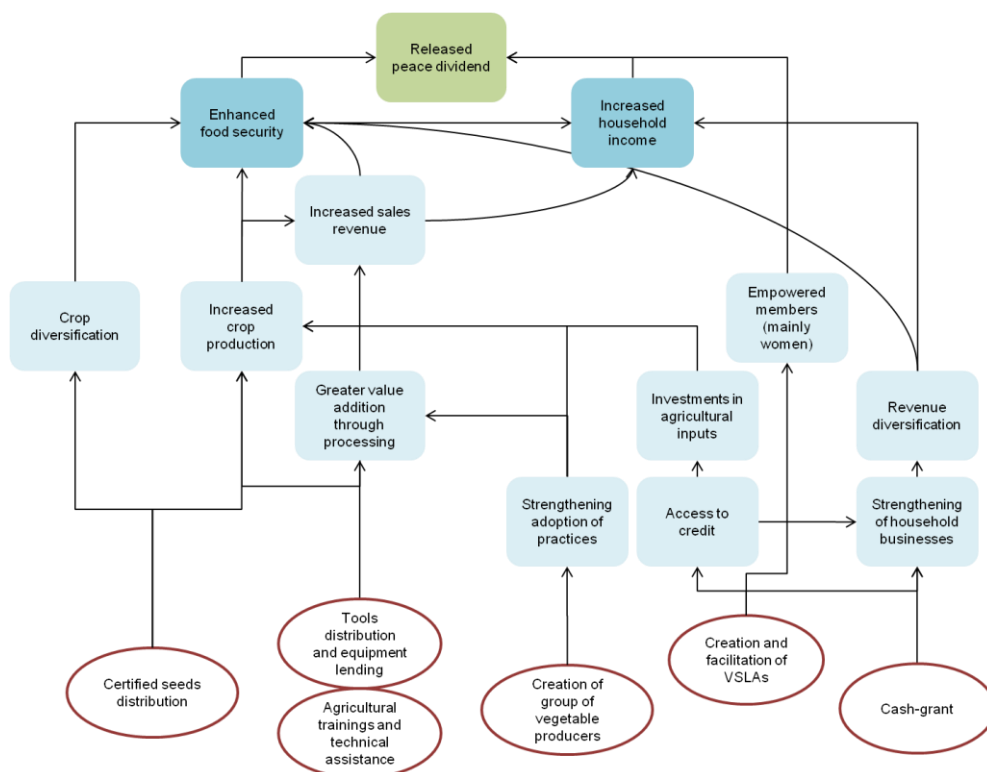 Released
peace dividend
Enhanced
food security
Increased
household
income
Increased sales
revenue
Crop
diversification
Increased
crop
production
Empowered
members
(mainly
women)
Greater value
addition
through
processing
Investments in
agricultural
inputs
Revenue
diversification
Strengthening
adoption of
practices
Access to
credit
Strengthening
of household
businesses
Tools
distribution
and equipment
lending
Creation and
facilitation of
VSLAs
Certified seeds
distribution
Agricultural
trainings and
technical
assistance
Creation of
group of
vegetable
producers
Cash-grant